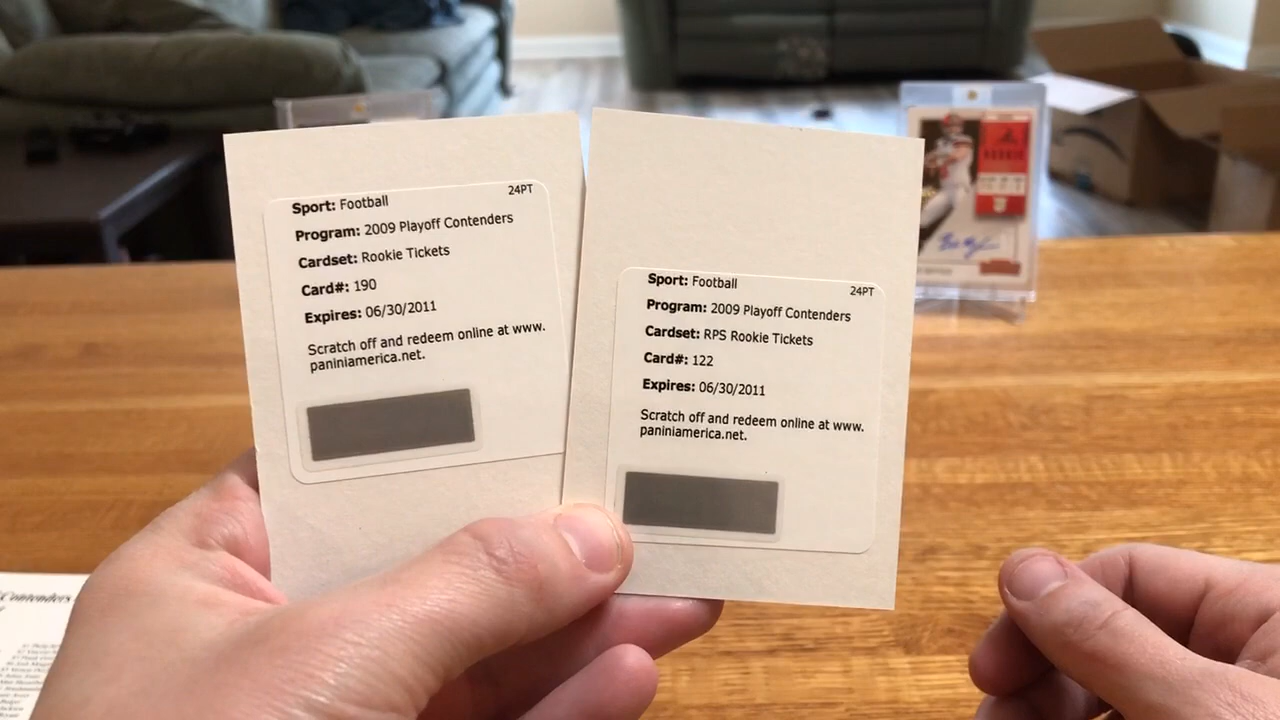 Sport: Football
24PT
Program: 2009 Playoff Contenders
Cardset: Rookie Tickets
Card#: 190
Expires: 06/30/2011
Scratch off and redeem online at www.
paniniamerica.net.
Sport: Football
24PT
Program: 2009 Playoff Contenders
Cardset: RPS Rookie Tickets
Card#: 122
Expires: 06/30/2011
Scratch off and redeem online at www.
paniniamerica.net.
ROOKIE
Contenders